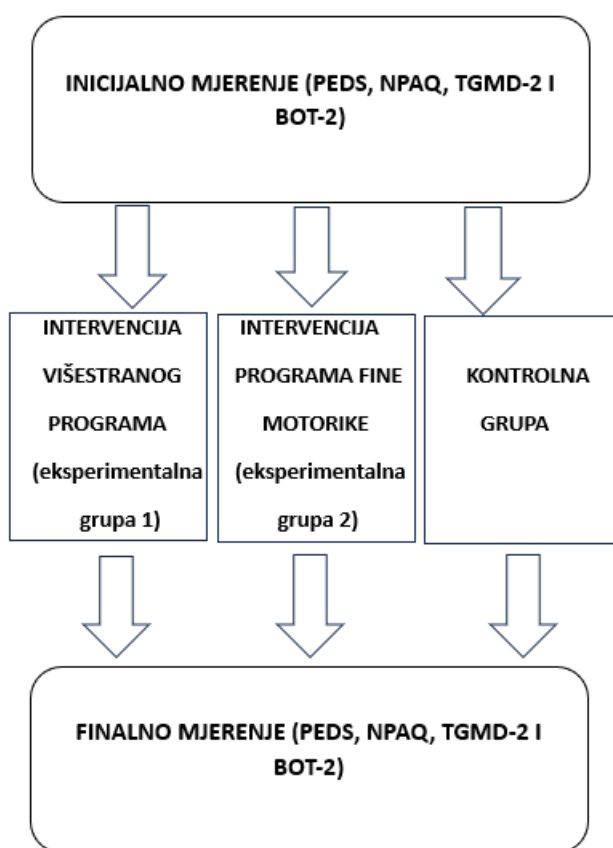 INICIJALNO MJERENJE (PEDS, NPAQ, TGMD-2 I
BOT-2)
INTERVENCIJA
VIŠESTRANOG
PROGRAMA
(eksperimentalna
grupa 1)
INTERVENCIJA
PROGRAMA FINE
MOTORIKE
(eksperimentalna
grupa 2)
KONTROLNA
GRUPA
FINALNO MJERENJE (PEDS, NPAQ, TGMD-2 I
BOT-2)